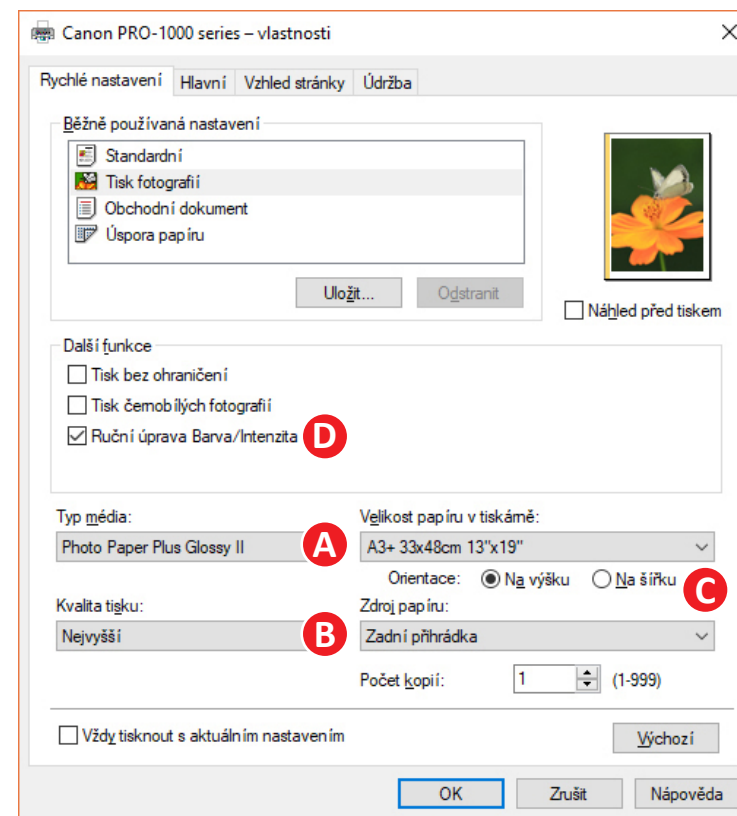 Canon PRO-1000 series – vlastnosti
Rychlé nastavení Hlavní Vzhled stránky Údržba
Běžně používaná nastavení
Standardní
Tisk fotografií
Obchodní dokument
Úspora papíru
Uložit... Odstranit
Náhled před tiskem
Další funkce
Tisk bez ohraničení
Tisk černobílých fotografií
Ruční úprava Barva/Intenzita D
Typ média: Velikost papíru v tiskárně:
Photo Paper Plus Glossy II A A3+ 33x48cm 13"x19"
Orientace: Na výšku Na šířku C
Kvalita tisku: Zdroj papíru:
Nejvyšší B Zadní přihrádka
Počet kopií: 1 (1-999)
Vždy tisknout s aktuálním nastavením Výchozí
OK Zrušit Nápověda